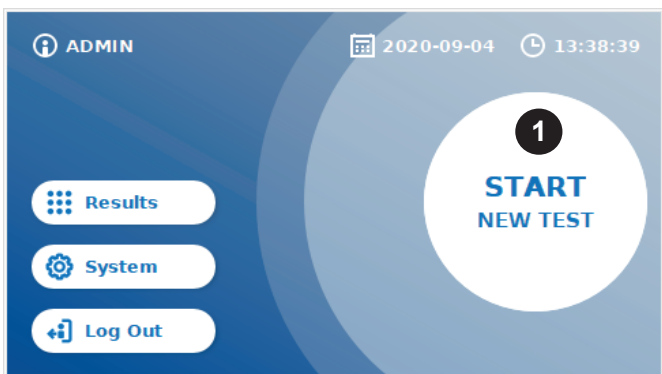 ADMIN 2020-09-04 13:38:39
1
START
NEW TEST
Results
System
Log Out